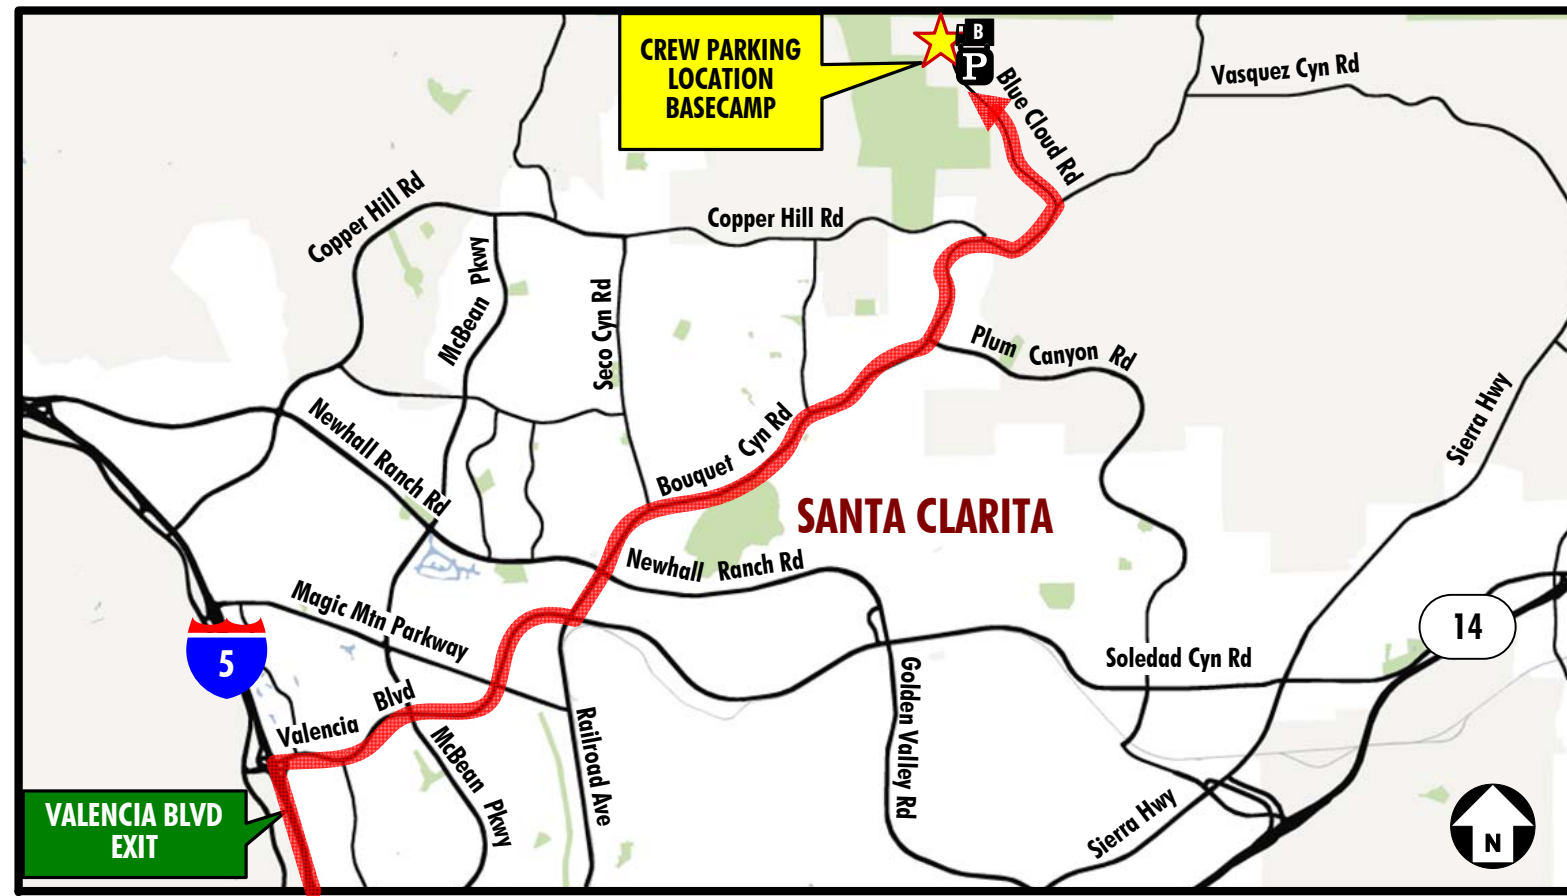 CREW PARKING
LOCATION
BASECAMP
B
P
Blue Cloud Rd
Vasquez Cyn Rd
Copper Hill Rd
Copper Hill Rd
McBean Pkwy
Seco Cyn Rd
Plum Canyon Rd
Sierra Hwy
Newhall Ranch Rd
Bouquet Cyn Rd
SANTA CLARITA
Newhall Ranch Rd
Magic Mtn Parkway
14
5
Soledad Cyn Rd
Valencia Blvd
McBean Pkwy
Railroad Ave
Golden Valley Rd
VALENCIA BLVD
EXIT
Sierra Hwy
N